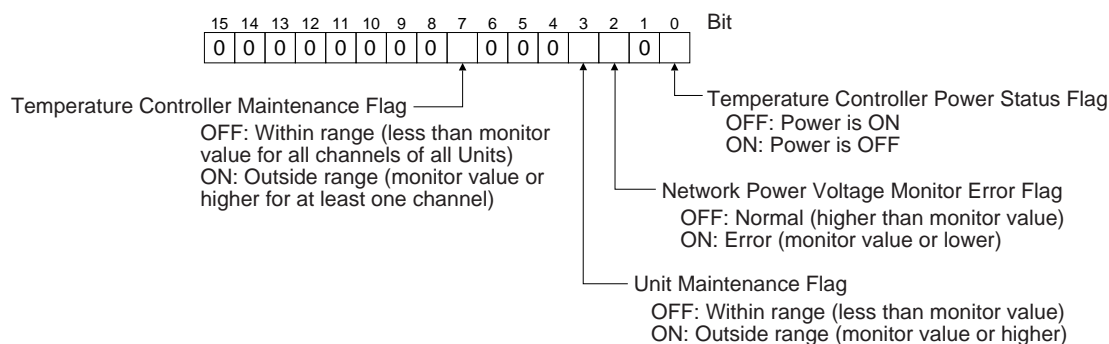 15 14 13 12 11 10 9 8 7 6 5 4 3 2 1 0 Bit
0 0 0 0 0 0 0 0 0 0 0 0
Temperature Controller Maintenance Flag
OFF: Within range (less than monitor
value for all channels of all Units)
ON: Outside range (monitor value or
higher for at least one channel)
Temperature Controller Power Status Flag
OFF: Power is ON
ON: Power is OFF
Network Power Voltage Monitor Error Flag
OFF: Normal (higher than monitor value)
ON: Error (monitor value or lower)
Unit Maintenance Flag
OFF: Within range (less than monitor value)
ON: Outside range (monitor value or higher)